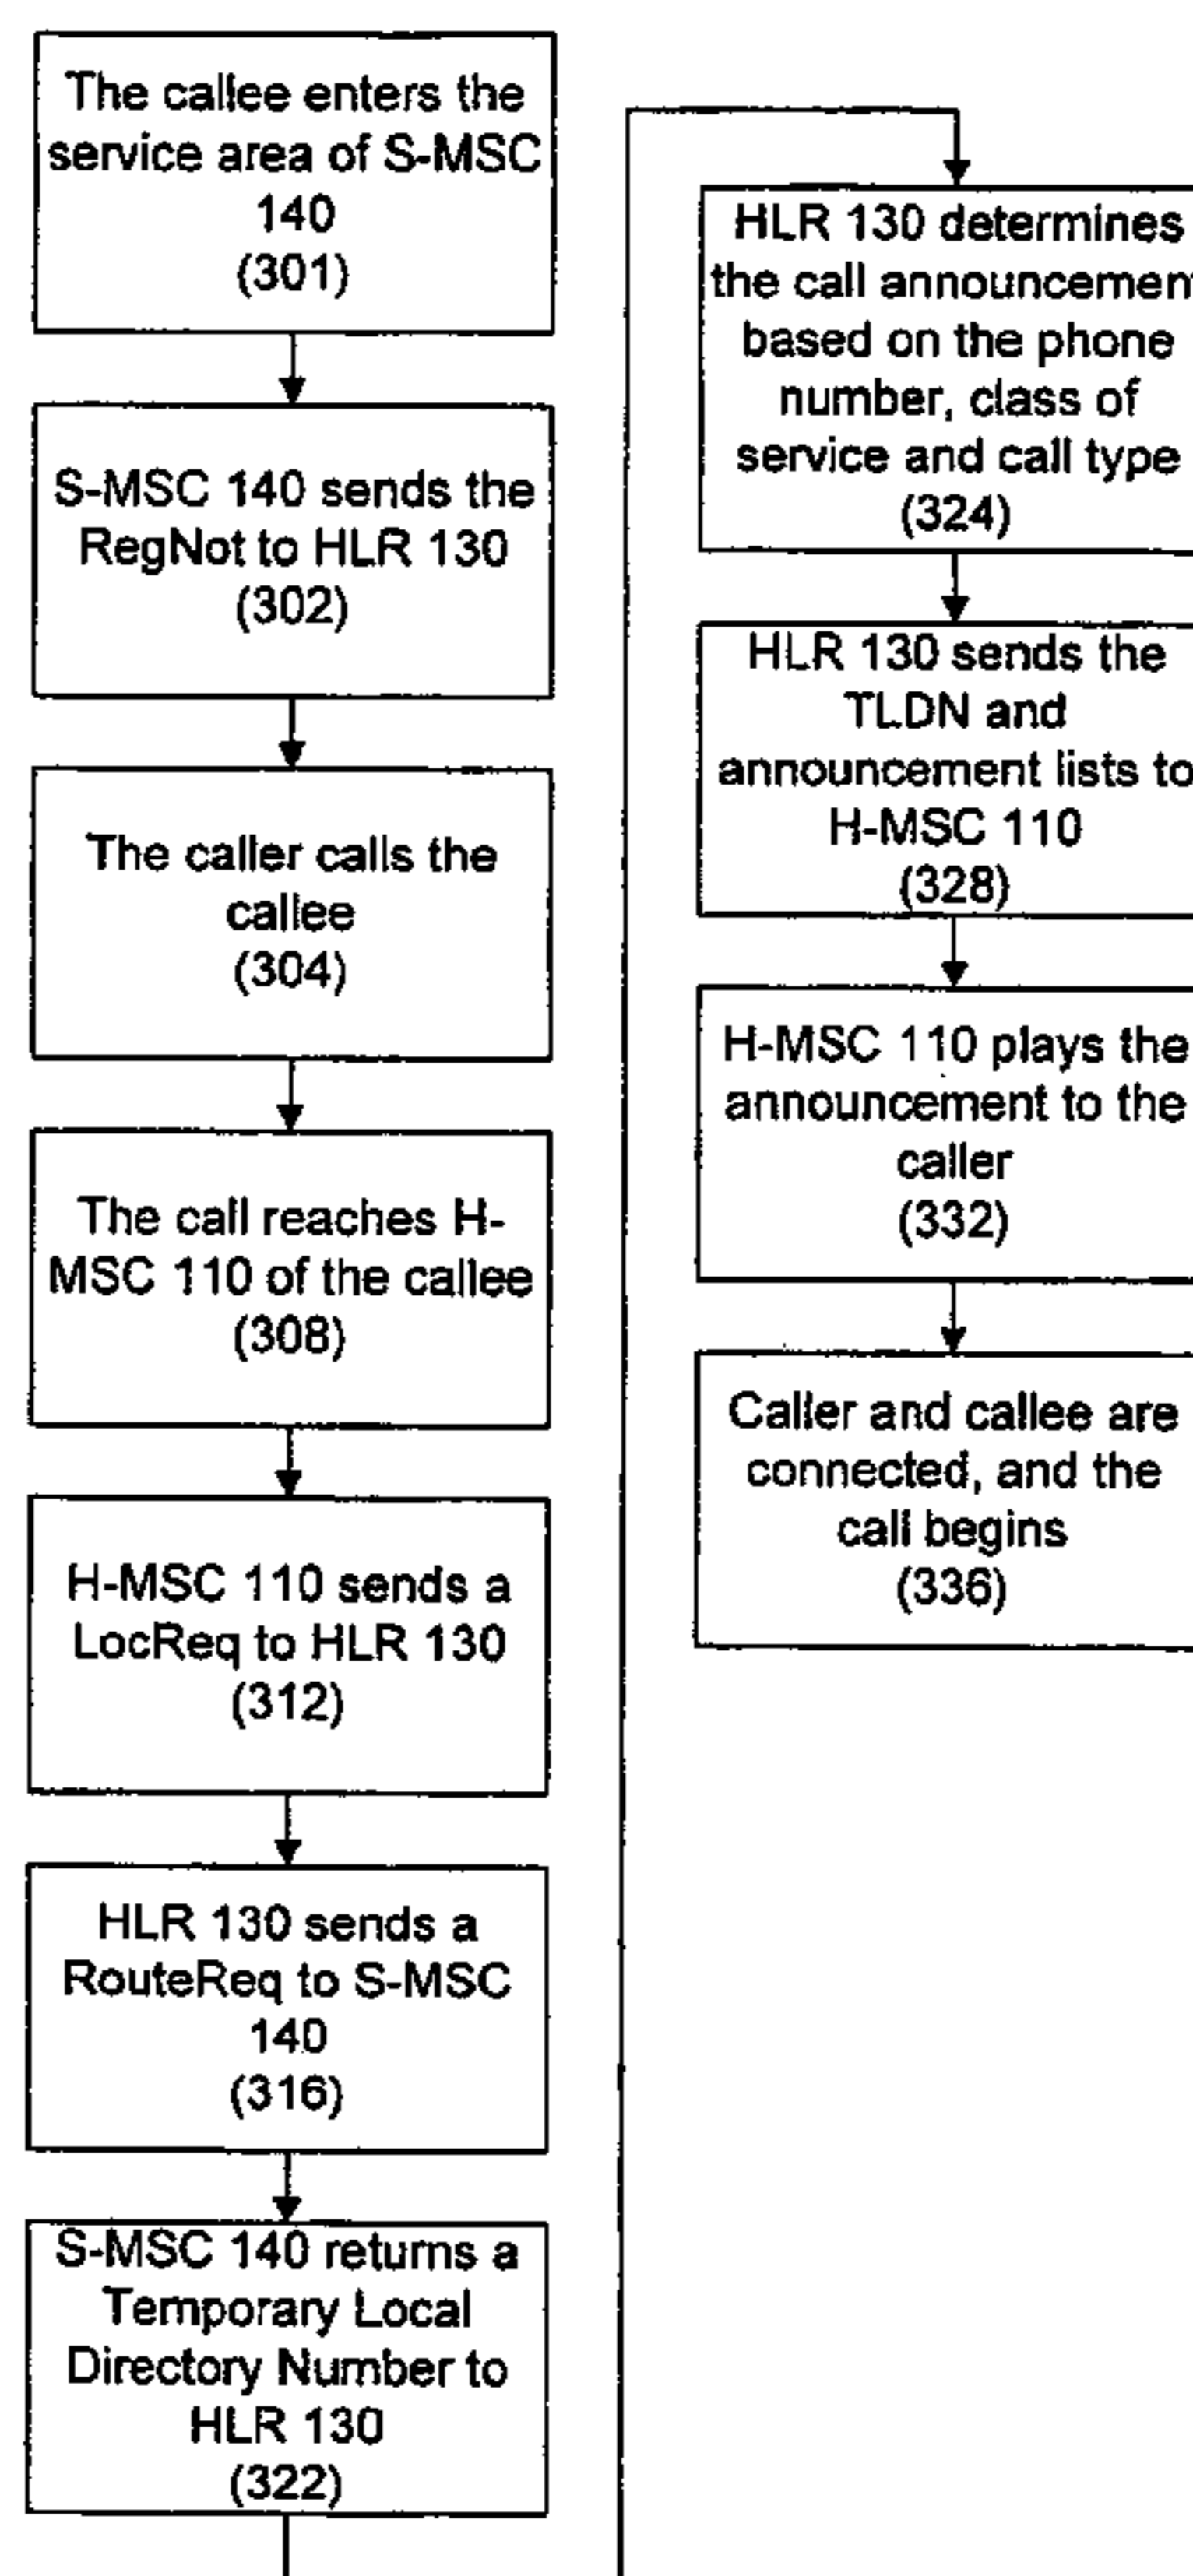 The callee enters the
service area of S-MSC
140
(301)
S-MSC 140 sends the
RegNot to HLR 130
(302)
The caller calls the
callee
(304)
The call reaches H-
MSC 110 of the callee
(308)
H-MSC 110 sends a
LocReq to HLR 130
(312)
HLR 130 sends a
RouteReq to S-MSC
140
(316)
S-MSC 140 returns a
Temporary Local
Directory Number to
HLR 130
(322)
HLR 130 determines
the call announcement
based on the phone
number, class of
service and call type
(324)
HLR 130 sends the
TLDN and
announcement lists to
H-MSC 110
(328)
H-MSC 110 plays the
announcement to the
caller
(332)
Caller and callee are
connected, and the
call begins
(336)